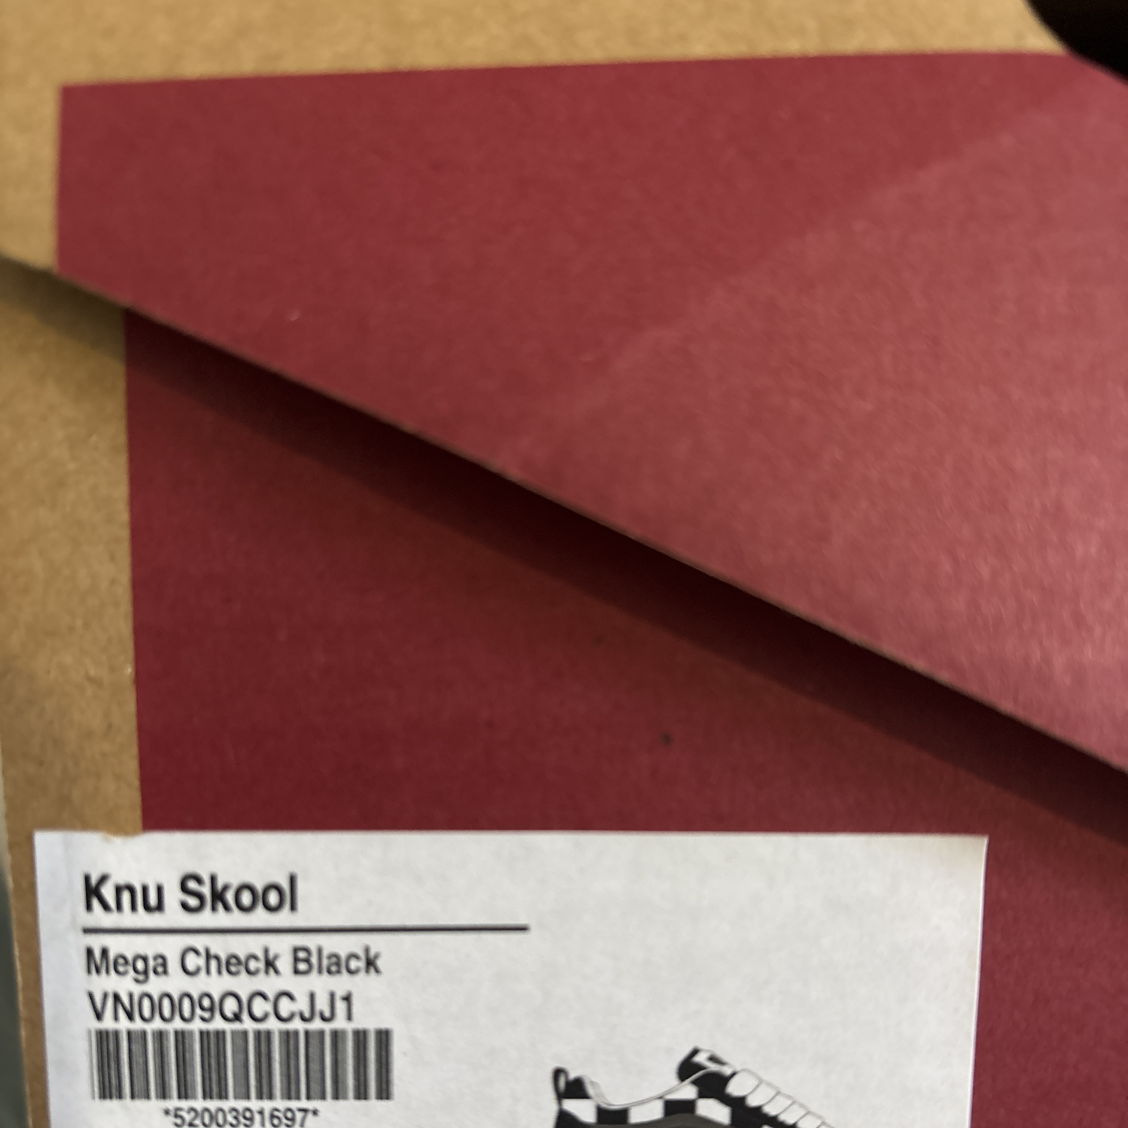 Knu Skool
Mega Check Black
VN0009QCCJJ1
*5200391697*